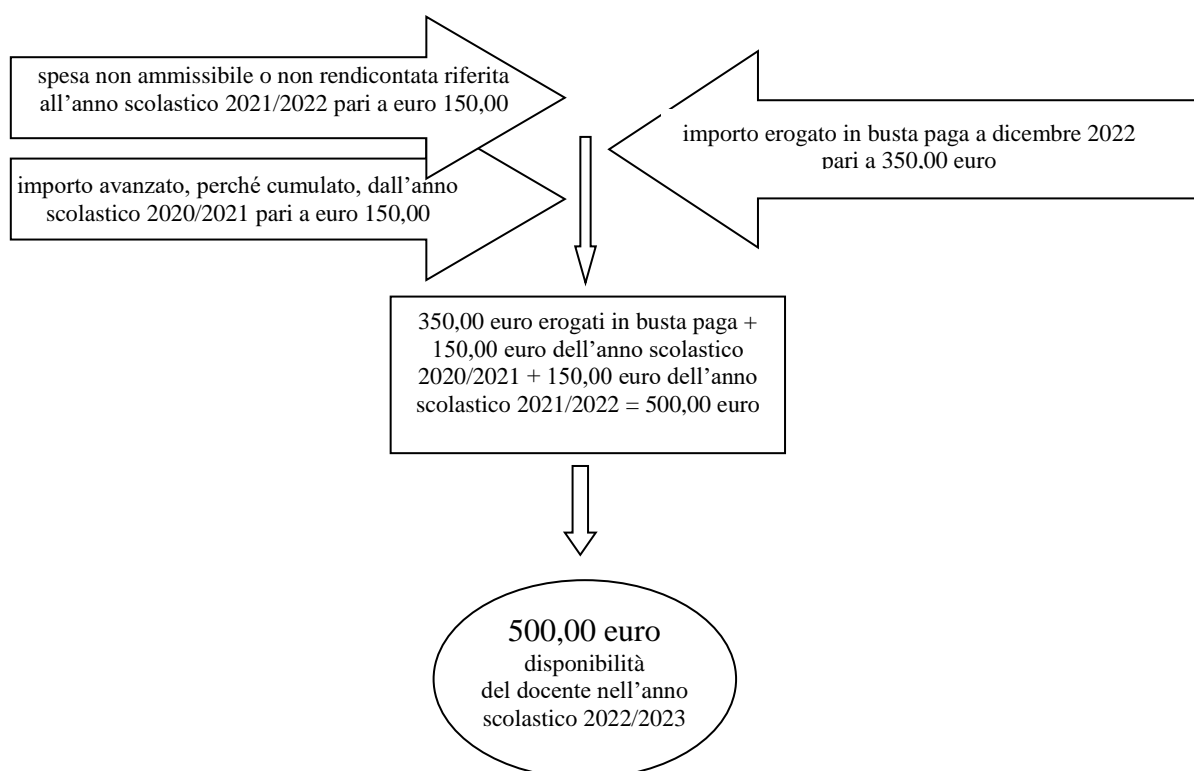 spesa non ammissibile o non rendicontata riferita
all’anno scolastico 2021/2022 pari a euro 150,00
importo avanzato, perché cumulato, dall’anno
scolastico 2020/2021 pari a euro 150,00
importo erogato in busta paga a dicembre 2022
pari a 350,00 euro
350,00 euro erogati in busta paga +
150,00 euro dell’anno scolastico
2020/2021 + 150,00 euro dell’anno
scolastico 2021/2022 = 500,00 euro
500,00 euro
disponibilità
del docente nell’anno
scolastico 2022/2023